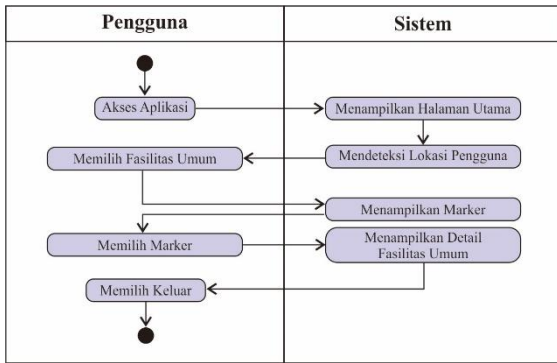 Pengguna
Sistem
Akses Aplikasi
Menampilkan Halaman Utama
Mendeteksi Lokasi Pengguna
Memilih Fasilitas Umum
Menampilkan Marker
Memilih Marker
Menampilkan Detail
Fasilitas Umum
Memilih Keluar